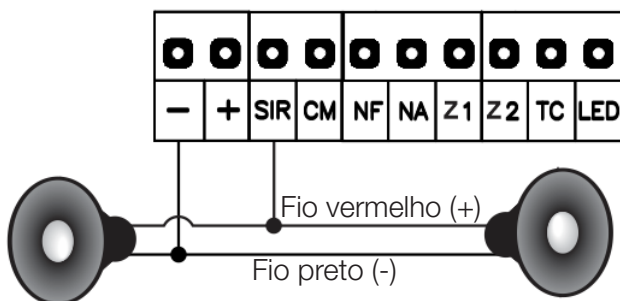 − + SIR CM NF NA Z1 Z2 TC LED
Fio vermelho (+)
Fio preto (-)